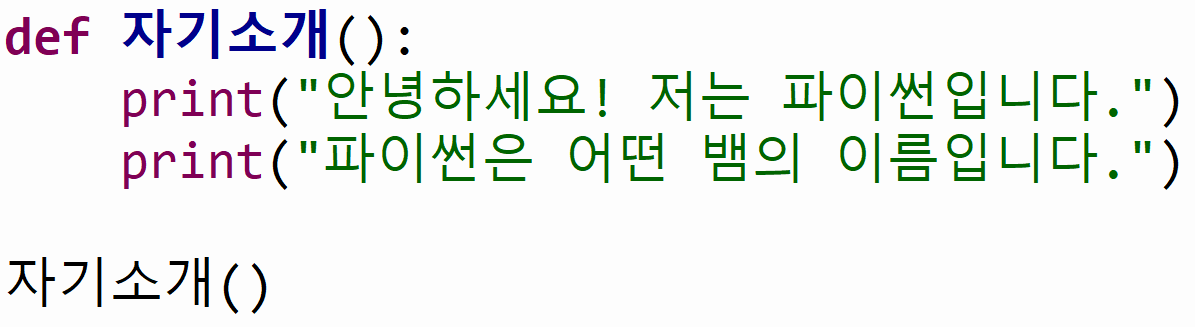 def 자기소개():
    print("안녕하세요! 저는 파이썬입니다.")
    print("파이썬은 어떤 뱀의 이름입니다.")
자기소개()